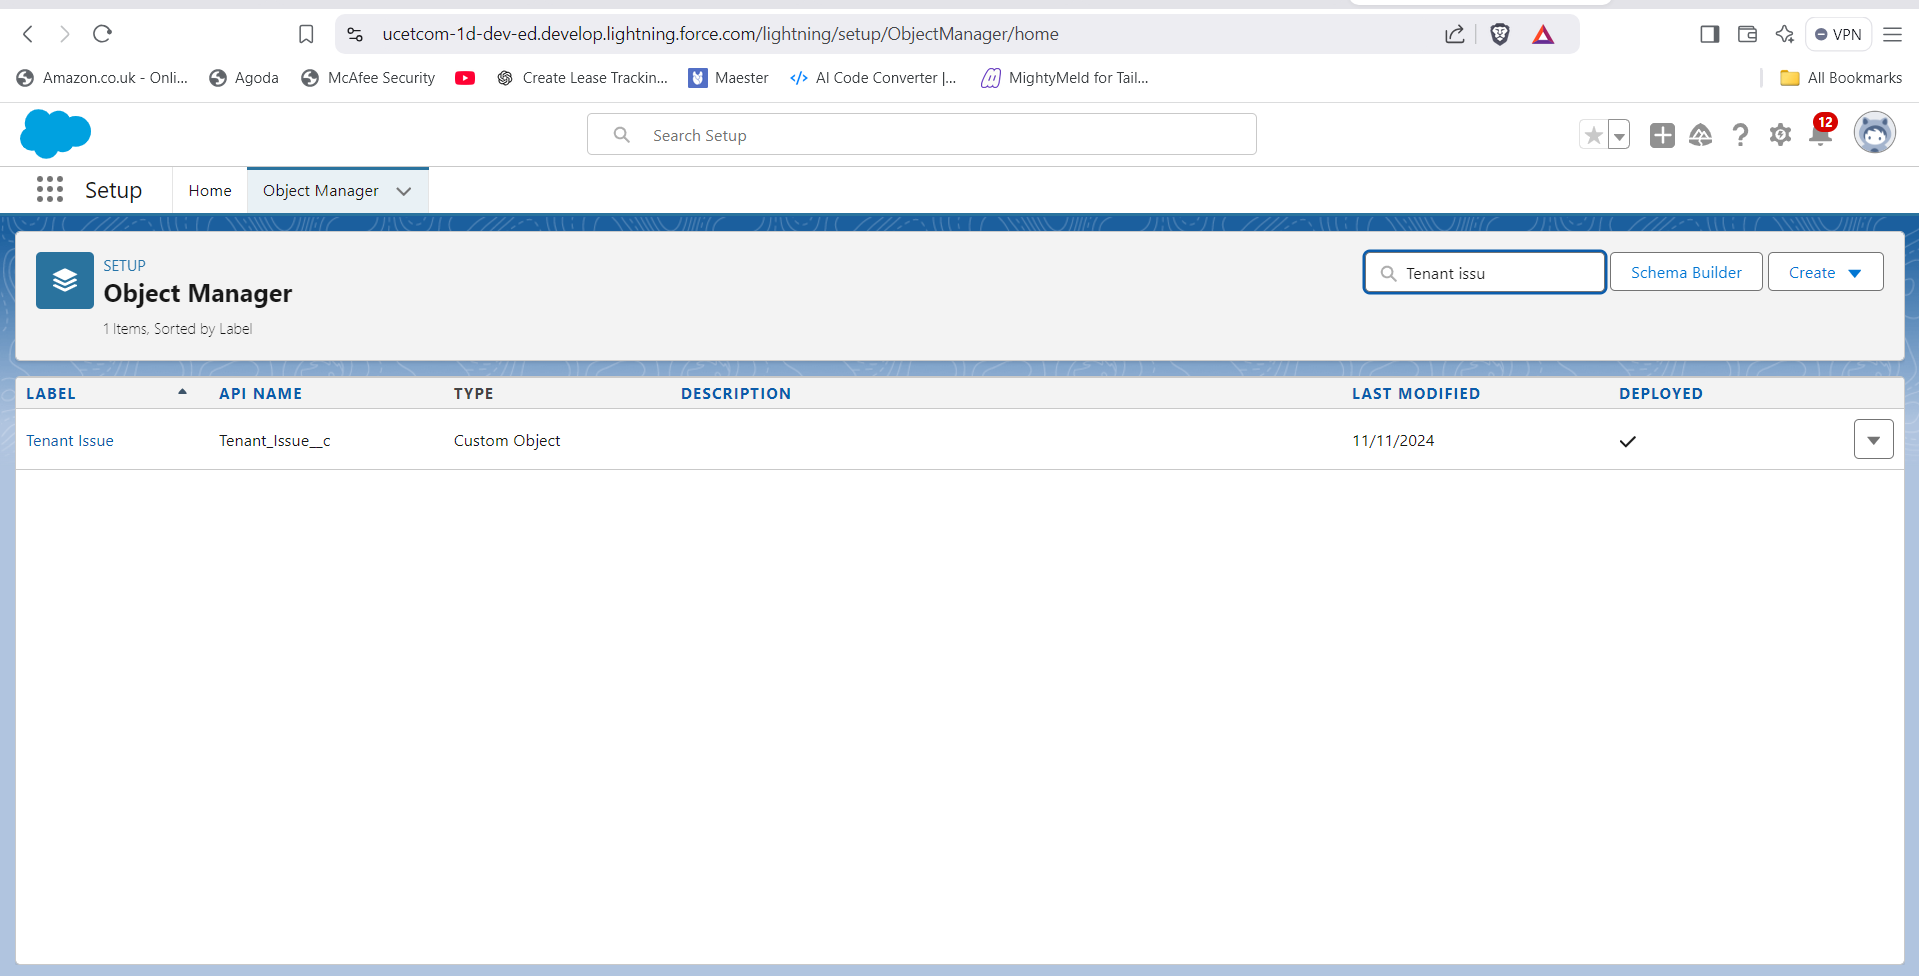 ucetcom-1d-dev-ed.develop.lightning.force.com/lightning/setup/ObjectManager/home
VPN
Amazon.co.uk - Onli...
Agoda
McAfee Security
Create Lease Trackin...
Maester
AI Code Converter |...
MightyMeld for Tail...
All Bookmarks
Search Setup
12
Setup
Home
Object Manager
SETUP
Object Manager
1 Items, Sorted by Label
Tenant issu
Schema Builder
Create
LABEL API NAME TYPE DESCRIPTION LAST MODIFIED DEPLOYED
Tenant Issue Tenant_Issue__c Custom Object 11/11/2024